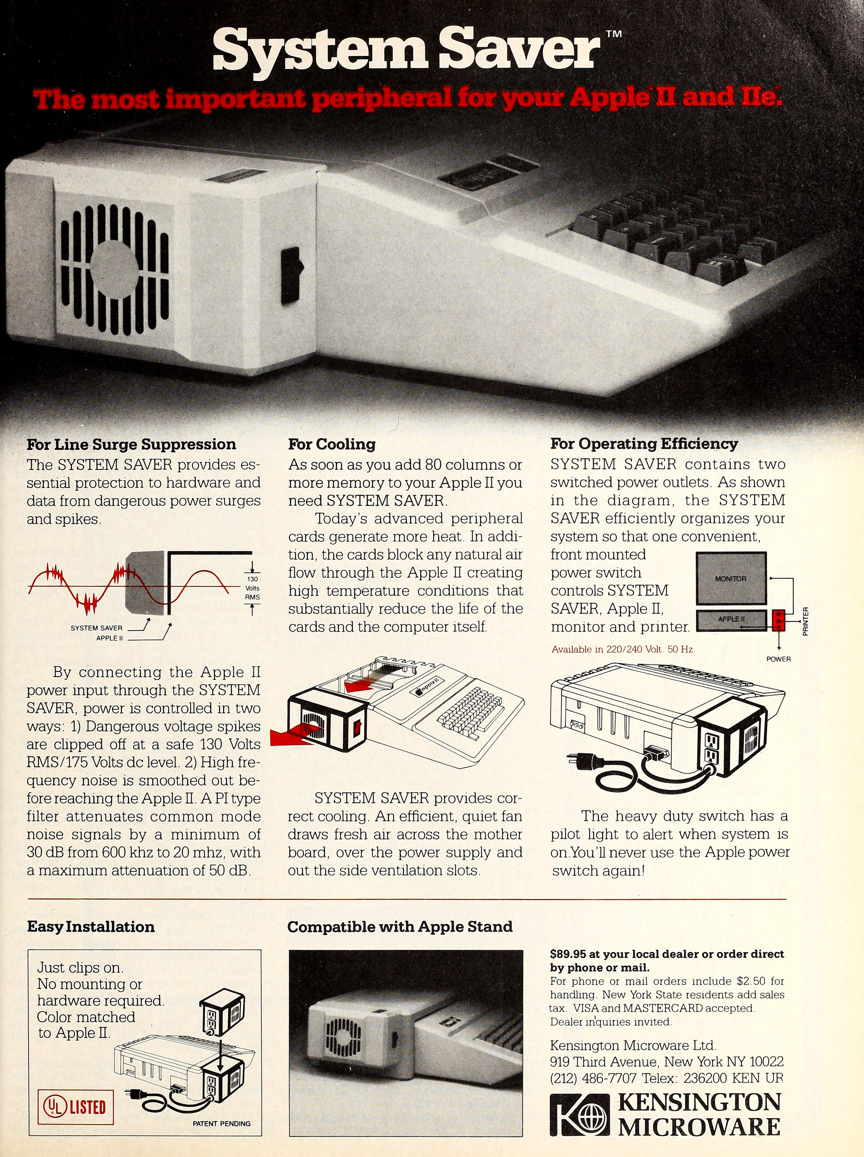 System Saver™
The most important peripheral for your Apple® II and IIe.
For Line Surge Suppression
The SYSTEM SAVER provides es-
sential protection to hardware and
data from dangerous power surges
and spikes.
130
Volts
RMS
SYSTEM SAVER
APPLE II
By connecting the Apple II
power input through the SYSTEM
SAVER, power is controlled in two
ways: 1) Dangerous voltage spikes
are clipped off at a safe 130 Volts
RMS/175 Volts dc level. 2) High fre-
quency noise is smoothed out be-
fore reaching the Apple II. A PI type
filter attenuates common mode
noise signals by a minimum of
30 dB from 600 khz to 20 mhz, with
a maximum attenuation of 50 dB.
For Cooling
As soon as you add 80 columns or
more memory to your Apple II you
need SYSTEM SAVER.
Today's advanced peripheral
cards generate more heat. In addi-
tion, the cards block any natural air
flow through the Apple II creating
high temperature conditions that
substantially reduce the life of the
cards and the computer itself.
SYSTEM SAVER provides cor-
rect cooling. An efficient, quiet fan
draws fresh air across the mother
board, over the power supply and
out the side ventilation slots.
For Operating Efficiency
SYSTEM SAVER contains two
switched power outlets. As shown
in the diagram, the SYSTEM
SAVER efficiently organizes your
system so that one convenient,
front mounted
power switch
controls SYSTEM
SAVER, Apple II,
monitor and printer.
MONITOR
APPLE II
PRINTER
POWER
Available in 220/240 Volt 50 Hz
The heavy duty switch has a
pilot light to alert when system is
on.You'll never use the Apple power
switch again!
Easy Installation
Just clips on.
No mounting or
hardware required.
Color matched
to Apple II.
UL LISTED
PATENT PENDING
Compatible with Apple Stand
$89.95 at your local dealer or order direct
by phone or mail.
For phone or mail orders include $2.50 for
handling. New York State residents add sales
tax. VISA and MASTERCARD accepted.
Dealer inquiries invited.
Kensington Microware Ltd.
919 Third Avenue, New York NY 10022
(212) 486-7707 Telex: 236200 KEN UR
KENSINGTON
MICROWARE